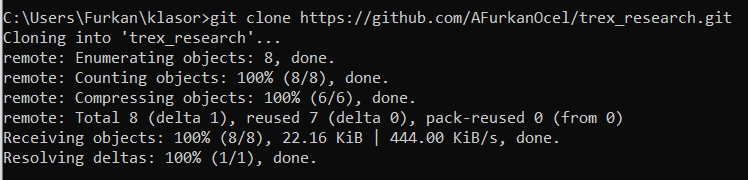 C:\Users\Furkan\klasor>git clone https://github.com/AFurkanOcel/trex_research.git
Cloning into 'trex_research'...
remote: Enumerating objects: 8, done.
remote: Counting objects: 100% (8/8), done.
remote: Compressing objects: 100% (6/6), done.
remote: Total 8 (delta 1), reused 7 (delta 0), pack-reused 0 (from 0)
Receiving objects: 100% (8/8), 22.16 KiB | 444.00 KiB/s, done.
Resolving deltas: 100% (1/1), done.